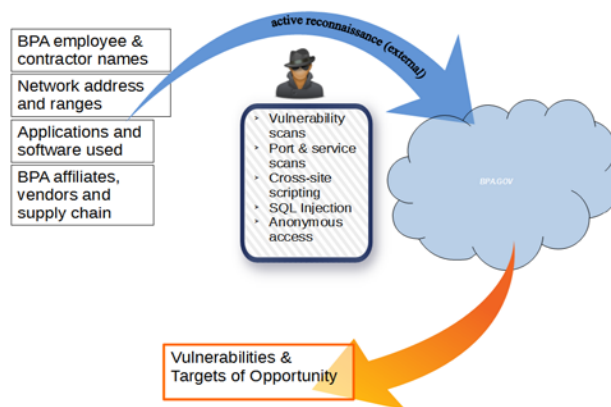 active reconnaissance (external)
BPA employee &
contractor names
Network address
and ranges
Applications and
software used
BPA affiliates,
vendors and
supply chain
Vulnerability
scans
Port & service
scans
Cross-site
scripting
SQL Injection
Anonymous
access
BPA.GOV
Vulnerabilities &
Targets of Opportunity